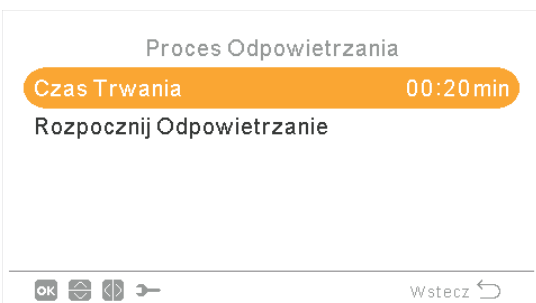 Proces Odpowietrzania
Czas Trwania 00:20min
Rozpocznij Odpowietrzanie
OK Wstecz